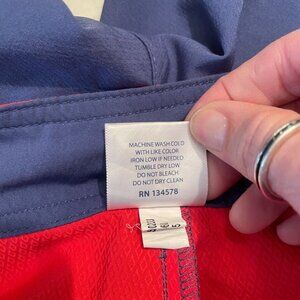 MACHINE WASH COLD
WITH LIKE COLOR
IRON LOW IF NEEDED
TUMBLE DRY LOW
DO NOT BLEACH
DO NOT DRY CLEAN
RN 134578